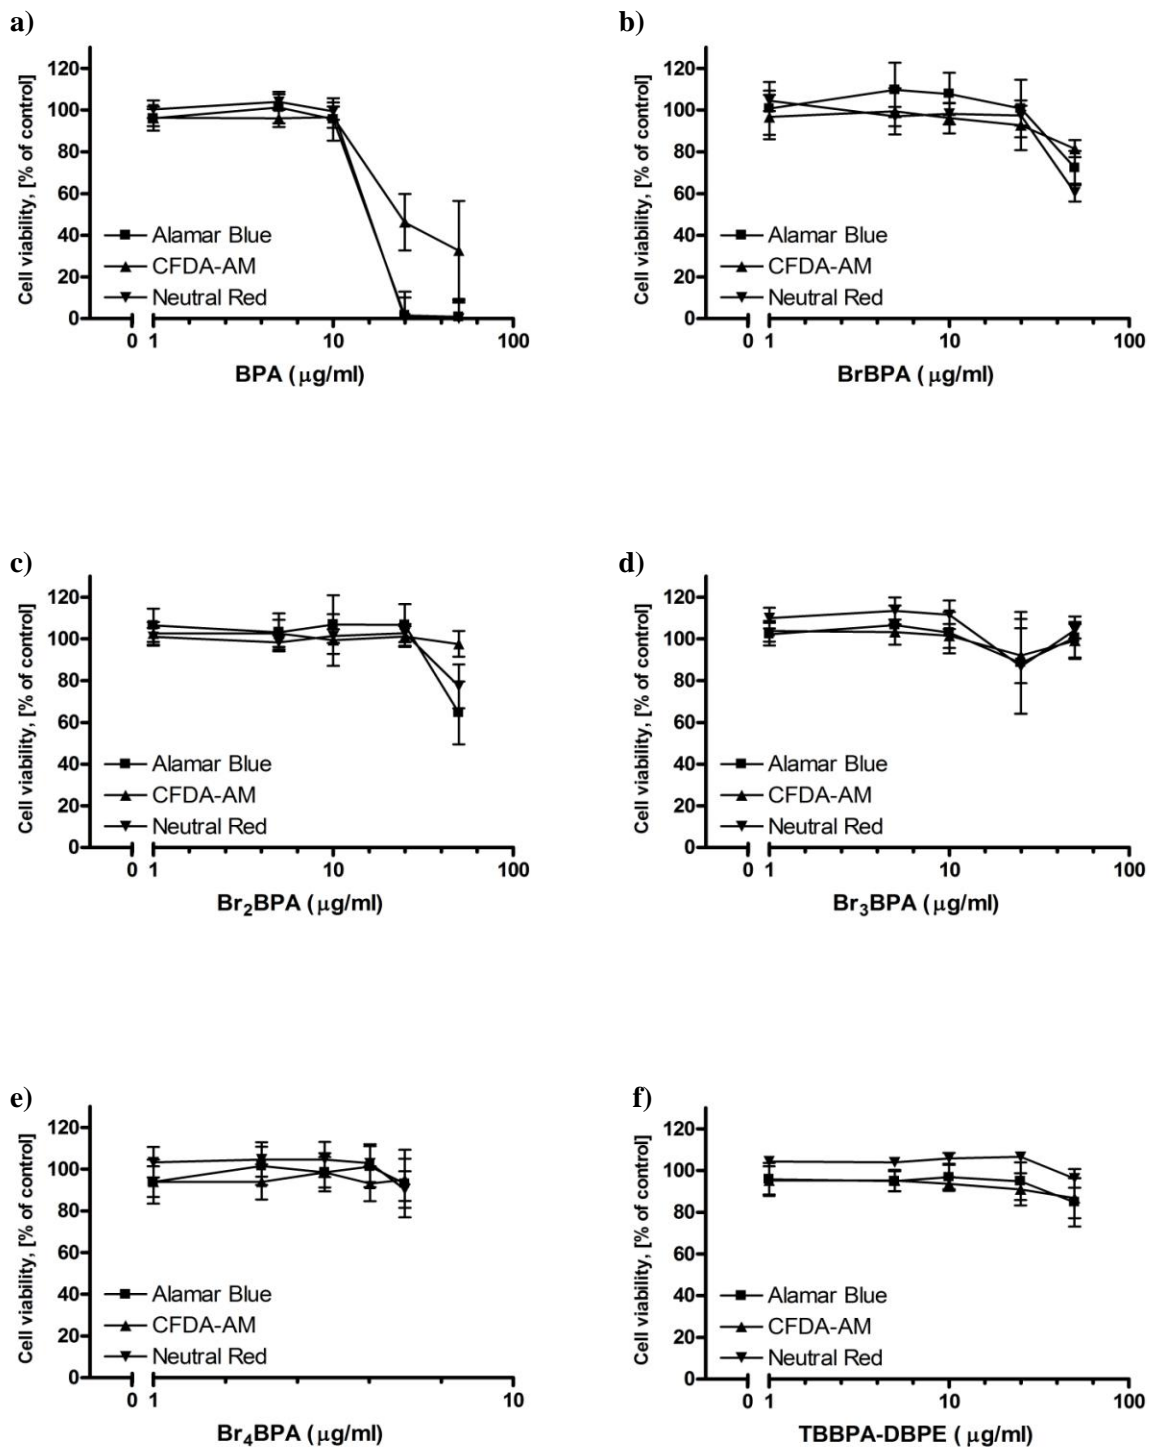 a)
Cell viability, [% of control]
120
100
80
60
40
20
0
Alamar Blue
CFDA-AM
Neutral Red
0 1 10 100
BPA (μg/ml)
b)
Cell viability, [% of control]
120
100
80
60
40
20
0
Alamar Blue
CFDA-AM
Neutral Red
0 1 10 100
BrBPA (μg/ml)
c)
Cell viability, [% of control]
120
100
80
60
40
20
0
Alamar Blue
CFDA-AM
Neutral Red
0 1 10 100
Br₂BPA (μg/ml)
d)
Cell viability, [% of control]
120
100
80
60
40
20
0
Alamar Blue
CFDA-AM
Neutral Red
0 1 10 100
Br₃BPA (μg/ml)
e)
Cell viability, [% of control]
120
100
80
60
40
20
0
Alamar Blue
CFDA-AM
Neutral Red
0 1 10
Br₄BPA (μg/ml)
f)
Cell viability, [% of control]
120
100
80
60
40
20
0
Alamar Blue
CFDA-AM
Neutral Red
0 1 10 100
TBBPA-DBPE (μg/ml)